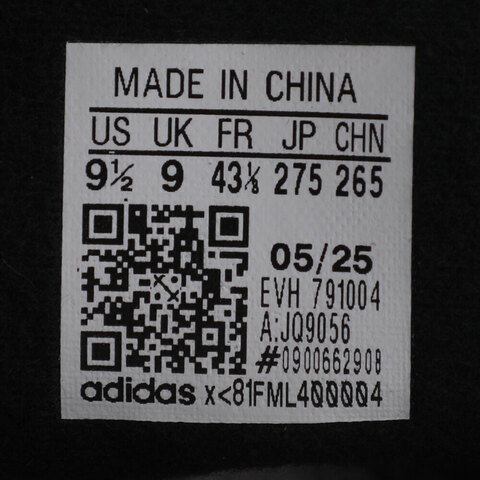 MADE IN CHINA
US UK FR JP CHN
9½ 9 43⅓ 275 265
05/25
EVH 791004
A:JQ9056
#0900662908
adidas x<81FML400004